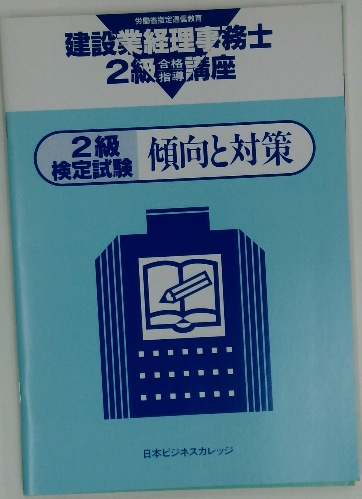 労働省指定通信教育
建設業経理事務士
2級合格指導講座
2級
検定試験
傾向と対策
日本ビジネスカレッジ